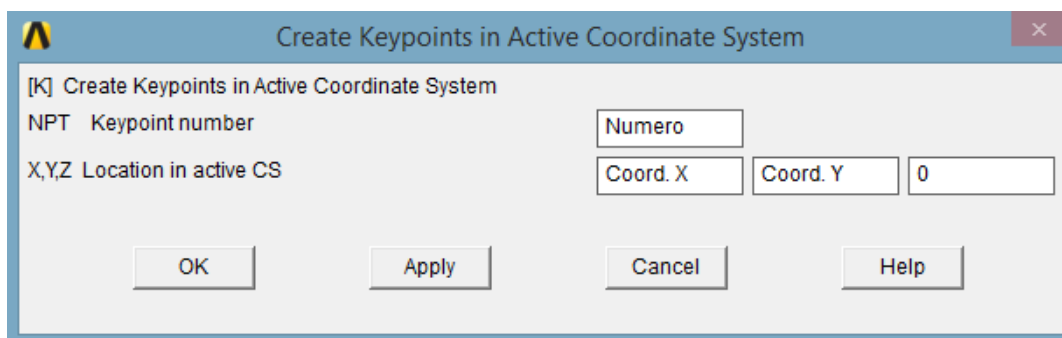 Create Keypoints in Active Coordinate System
[K] Create Keypoints in Active Coordinate System
NPT Keypoint number Numero
X,Y,Z Location in active CS Coord. X Coord. Y 0
OK Apply Cancel Help